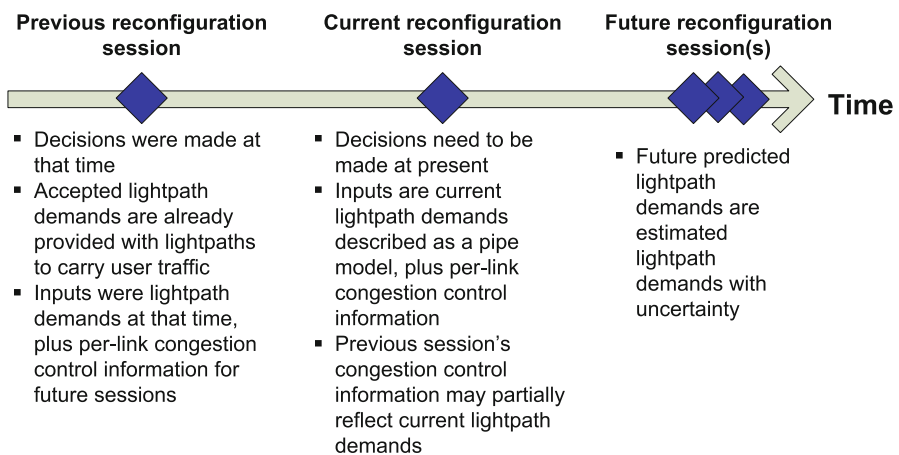 Previous reconfiguration
session
▪ Decisions were made at
that time
▪ Accepted lightpath
demands are already
provided with lightpaths
to carry user traffic
▪ Inputs were lightpath
demands at that time,
plus per-link congestion
control information for
future sessions
Current reconfiguration
session
▪ Decisions need to be
made at present
▪ Inputs are current
lightpath demands
described as a pipe
model, plus per-link
congestion control
information
▪ Previous session's
congestion control
information may partially
reflect current lightpath
demands
Future reconfiguration
session(s)
▪ Future predicted
lightpath
demands are
estimated
lightpath
demands with
uncertainty
Time